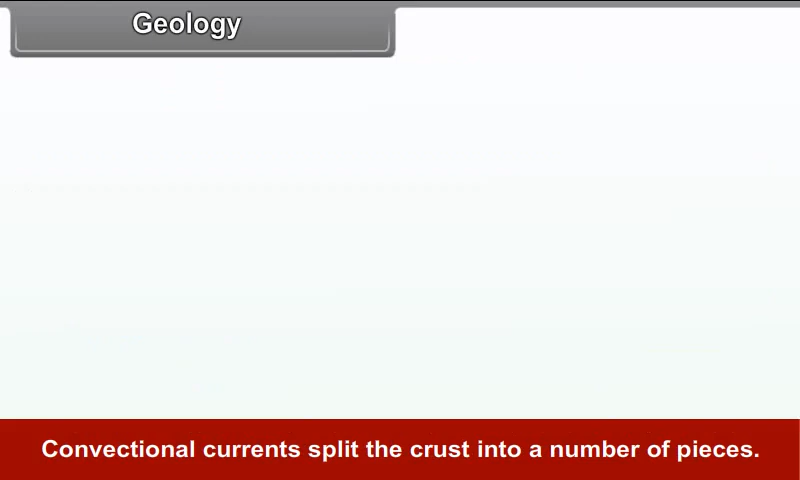 Geology
Convectional currents split the crust into a number of pieces.